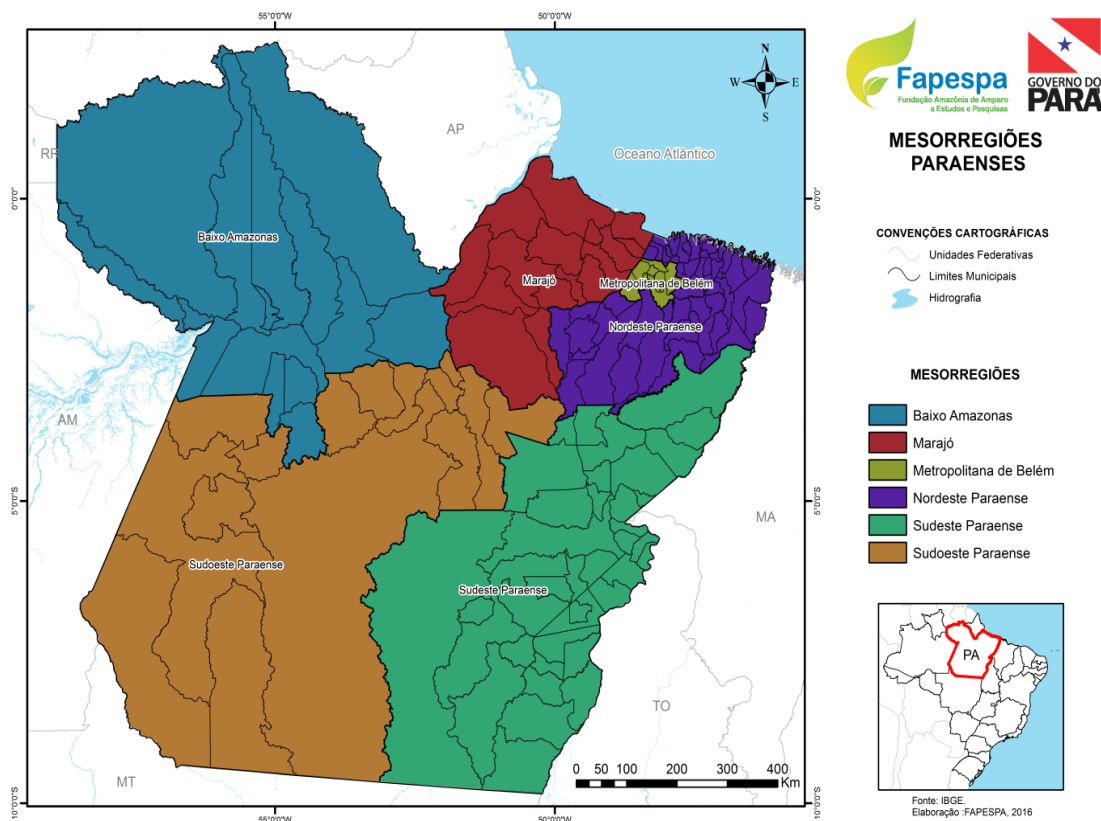 55°0'0"W
50°0'0"W
N
W
E
S
RR
AP
Oceano Atlântico
0°0'0"
0°0'0"
Baixo Amazonas
Marajó
Metropolitana de Belém
Nordeste Paraense
AM
5°0'0"S
5°0'0"S
MA
Sudoeste Paraense
Sudeste Paraense
TO
MT
0 50 100 200 300 400
Km
10°0'0"S
10°0'0"S
55°0'0"W
50°0'0"W
Fapespa
Fundação Amazônia de Amparo
a Estudos e Pesquisas
GOVERNO DO
PARÁ
MESORREGIÕES
PARAENSES
CONVENÇÕES CARTOGRÁFICAS
Unidades Federativas
Limites Municipais
Hidrografia
MESORREGIÕES
Baixo Amazonas
Marajó
Metropolitana de Belém
Nordeste Paraense
Sudeste Paraense
Sudoeste Paraense
PA
Fonte: IBGE.
Elaboração :FAPESPA, 2016